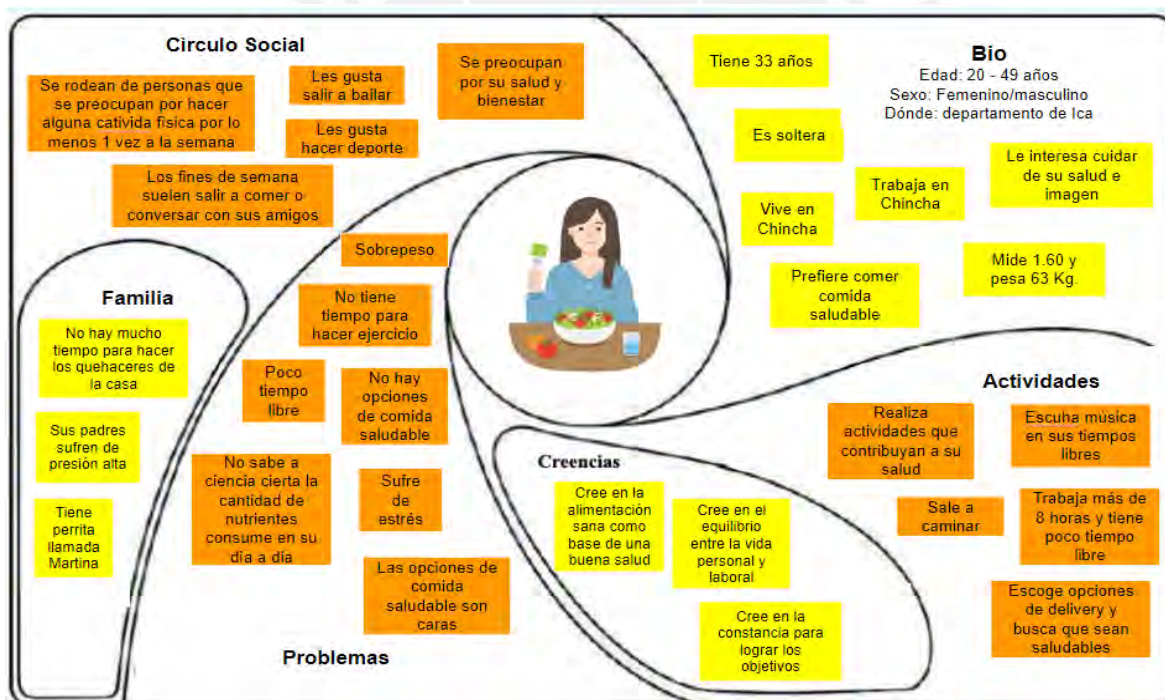 Circulo Social
Se rodean de personas que
se preocupan por hacer
alguna cativida física por lo
menos 1 vez a la semana
Les gusta
salir a bailar
Les gusta
hacer deporte
Se preocupan
por su salud y
bienestar
Los fines de
semana
suelen salir a comer o
conversar con sus amigos
Bio
Edad: 20 - 49 años
Sexo: Femenino/masculino
Dónde: departamento de Ica
Tiene 33 años
Es soltera
Vive en
Chincha
Trabaja en
Chincha
Le interesa cuidar
de su salud e
imagen
Mide 1.60 y
pesa 63 Kg.
Prefiere comer
comida
saludable
Familia
No hay mucho
tiempo para hacer
los quehaceres de
la casa
Sus padres
sufren de
presión alta
Tiene
perrita
llamada
Martina
Sobrepeso
No tiene
tiempo para
hacer ejercicio
Poco
tiempo
libre
No hay
opciones
de comida
saludable
No sabe a
ciencia cierta la
cantidad de
nutrientes
consume en su
día a día
Sufre
de
estrés
Las opciones de
comida
saludable son
caras
Problemas
Creencias
Cree en la
alimentación
sana como
base de una
buena salud
Cree en el
equilibrio
entre la vida
personal y
laboral
Cree en la
constancia para
lograr los
objetivos
Actividades
Realiza
actividades que
contribuyan a su
salud
Escuha música
en sus tiempos
libres
Sale a
caminar
Trabaja más de
8 horas y tiene
poco tiempo
libre
Escoge opciones
de delivery y
busca que sean
saludables